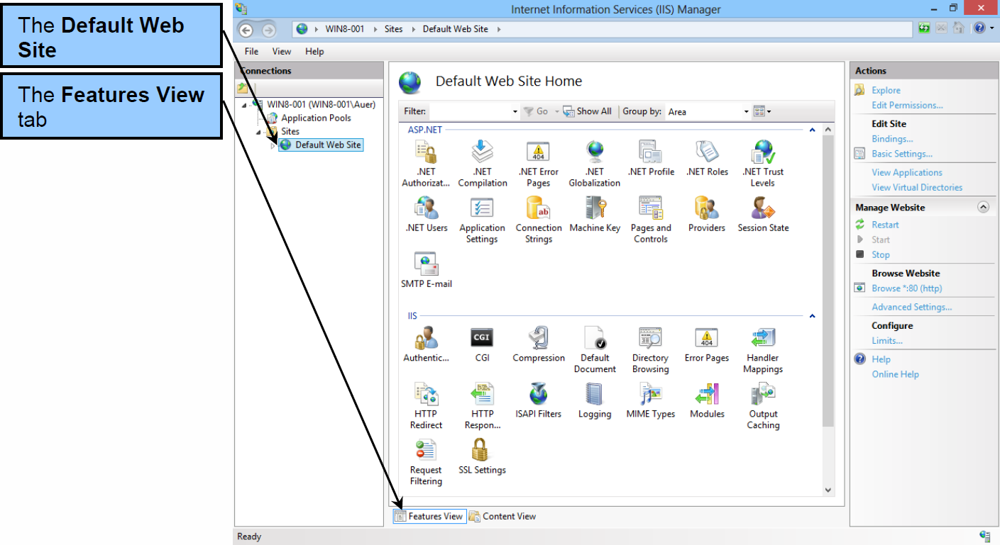 The Default Web
Site
The Features View
tab
Internet Information Services (IIS) Manager
WIN8-001 Sites Default Web Site
File View Help
Connections
WIN8-001 (WIN8-001\Auer)
Application Pools
Sites
Default Web Site
Default Web Site Home
Filter: Go Show All Group by: Area
ASP.NET
.NET Authorizat...
.NET Compilation
.NET Error Pages
.NET Globalization
.NET Profile
.NET Roles
.NET Trust Levels
.NET Users
Application Settings
Connection Strings
Machine Key
Pages and Controls
Providers
Session State
SMTP E-mail
IIS
Authentic...
CGI
Compression
Default Document
Directory Browsing
Error Pages
Handler Mappings
HTTP Redirect
HTTP Respon...
ISAPI Filters
Logging
MIME Types
Modules
Output Caching
Request Filtering
SSL Settings
Features View Content View
Actions
Explore
Edit Permissions...
Edit Site
Bindings...
Basic Settings...
View Applications
View Virtual Directories
Manage Website
Restart
Start
Stop
Browse Website
Browse *:80 (http)
Advanced Settings...
Configure
Limits...
Help
Online Help
Ready